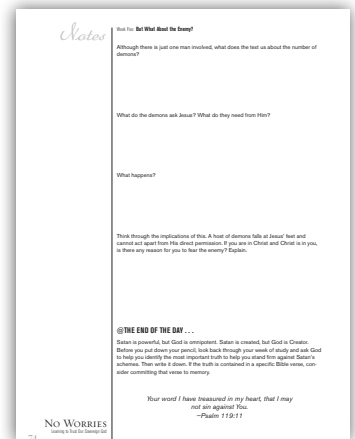 Notes
Week Five: But What About the Enemy?
Although there is just one man involved, what does the text us about the number of
demons?
What do the demons ask Jesus? What do they need from Him?
What happens?
Think through the implications of this. A host of demons falls at Jesus' feet and
cannot act apart from His direct permission. If you are in Christ and Christ is in you,
is there any reason for you to fear the enemy? Explain.
@THE END OF THE DAY . . .
Satan is powerful, but God is omnipotent. Satan is created, but God is Creator.
Before you put down your pencil, look back through your week of study and ask God
to help you identify the most important truth to help you stand firm against Satan's
schemes. Then write it down. If the truth is contained in a specific Bible verse, con-
sider committing that verse to memory.
Your word I have treasured in my heart, that I may
not sin against You.
~Psalm 119:11
No Worries
Learning to Trust Our Sovereign God
74